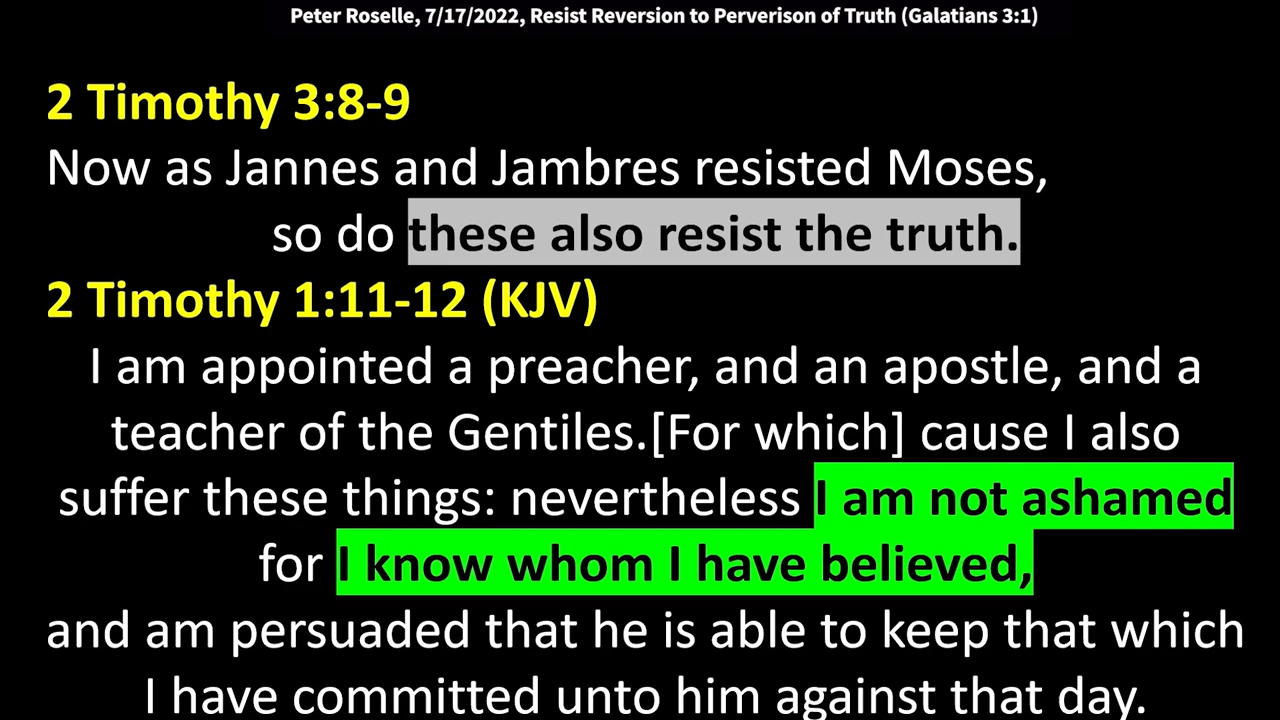 Peter Roselle, 7/17/2022, Resist Reversion to Perverison of Truth (Galatians 3:1)
2 Timothy 3:8-9
Now as Jannes and Jambres resisted Moses,
so do these also resist the truth.
2 Timothy 1:11-12 (KJV)
I am appointed a preacher, and an apostle, and a
teacher of the Gentiles.[For which] cause I also
suffer these things: nevertheless I am not ashamed
for I know whom I have believed,
and am persuaded that he is able to keep that which
I have committed unto him against that day.